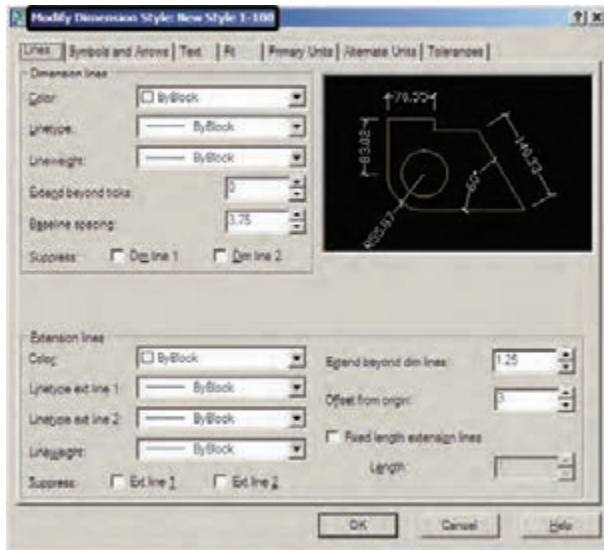 Modify Dimension Style: New Style 1-100
Lines Symbols and Arrows Text Fit Primary Units Alternate Units Tolerances
Dimension lines
Color: ByBlock
Linetype: ByBlock
Lineweight: ByBlock
Extend beyond ticks: 0
Baseline spacing: 3.75
Suppress: Dim line 1 Dim line 2
60°
Extension lines
Color: ByBlock
Linetype ext line 1: ByBlock
Linetype ext line 2: ByBlock
Lineweight: ByBlock
Suppress: Ext line 1 Ext line 2
Extend beyond dim lines: 1.25
Offset from origin: 3
Fixed length extension lines
Length: 1
OK Cancel Help